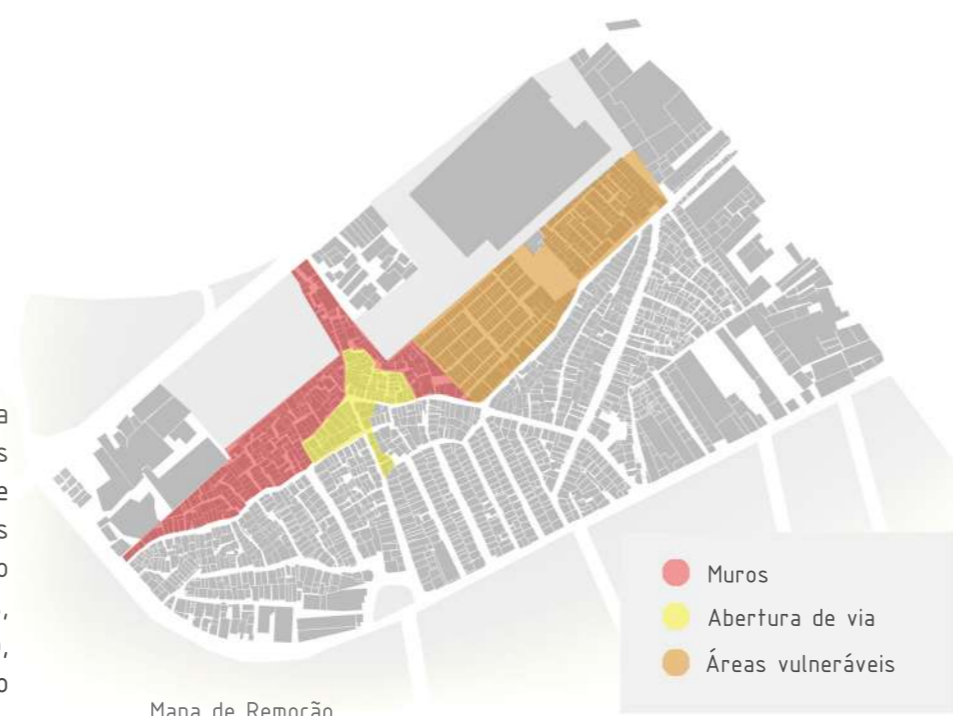 Muros
Abertura de via
Áreas vulneráveis
Mapa de Remoção